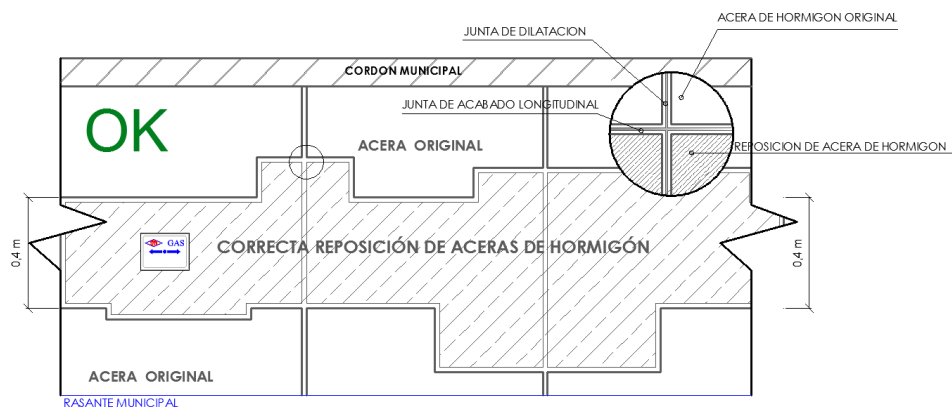 ACERA DE HORMIGON ORIGINAL
JUNTA DE DILATACION
CORDON MUNICIPAL
JUNTA DE ACABADO LONGITUDINAL
OK
ACERA ORIGINAL
REPOSICION DE ACERA DE HORMIGON
0,4 m
GAS
CORRECTA REPOSICIÓN DE ACERAS DE HORMIGÓN
0,4 m
ACERA ORIGINAL
RASANTE MUNICIPAL